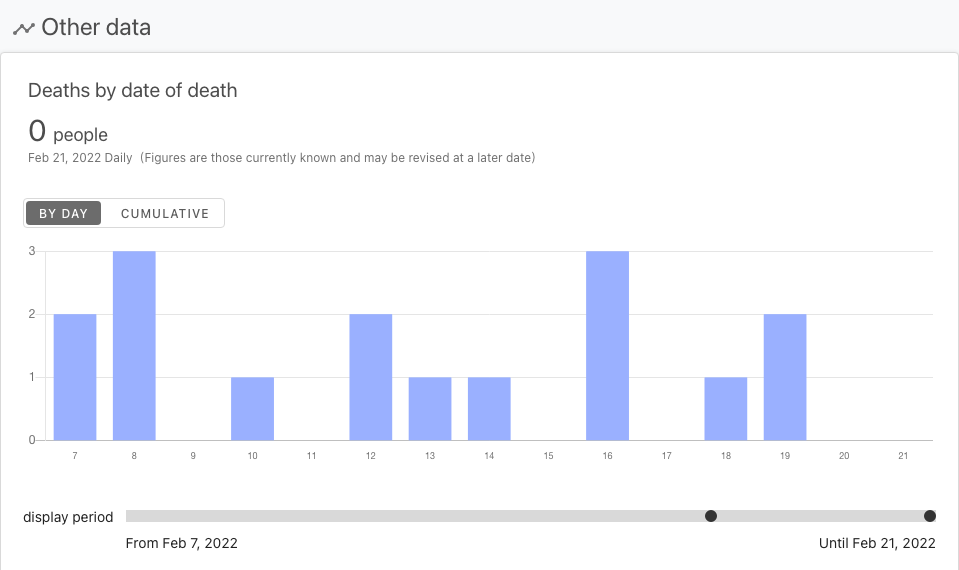 Other data
Deaths by date of death
0 people
Feb 21, 2022 Daily (Figures are those currently known and may be revised at a later date)
BY DAY CUMULATIVE
3
2
1
0
7 8 9 10 11 12 13 14 15 16 17 18 19 20 21
display period
From Feb 7, 2022 Until Feb 21, 2022